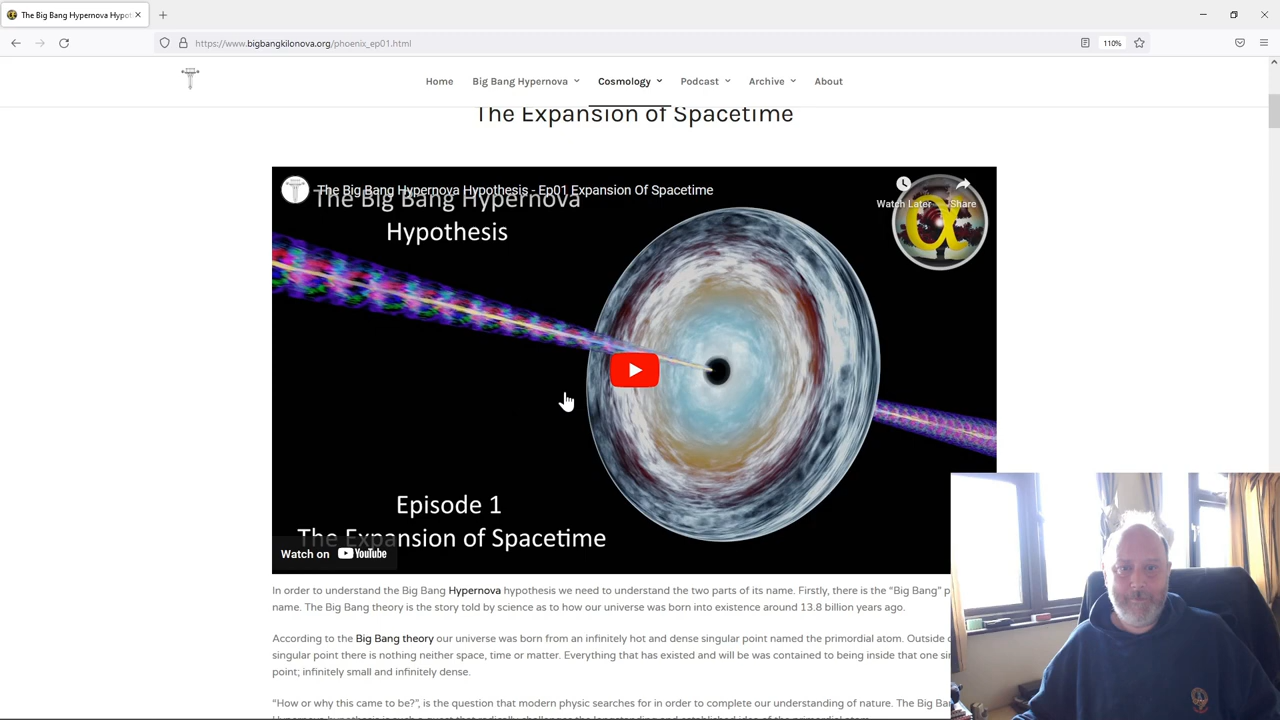 The Big Bang Hypernova Hypot
https://www.bigbangkilonova.org/phoenix_ep01.html
110%
Home Big Bang Hypernova Cosmology Podcast Archive About
The Expansion of Spacetime
The Big Bang Hypernova Hypothesis - Ep01 Expansion Of Spacetime
Watch Later Share
The Big Bang Hypernova
Hypothesis
α
Episode 1
The Expansion of Spacetime
Watch on YouTube
In order to understand the Big Bang Hypernova hypothesis we need to understand the two parts of its name. Firstly, there is the "Big Bang" p
name. The Big Bang theory is the story told by science as to how our universe was born into existence around 13.8 billion years ago.
According to the Big Bang theory our universe was born from an infinitely hot and dense singular point named the primordial atom. Outside
singular point there is nothing neither space, time or matter. Everything that has existed and will be was contained to being inside that one
point; infinitely small and infinitely dense.
“How or why this came to be?”, is the question that modern physic searches for in order to complete our understanding of nature. The Big